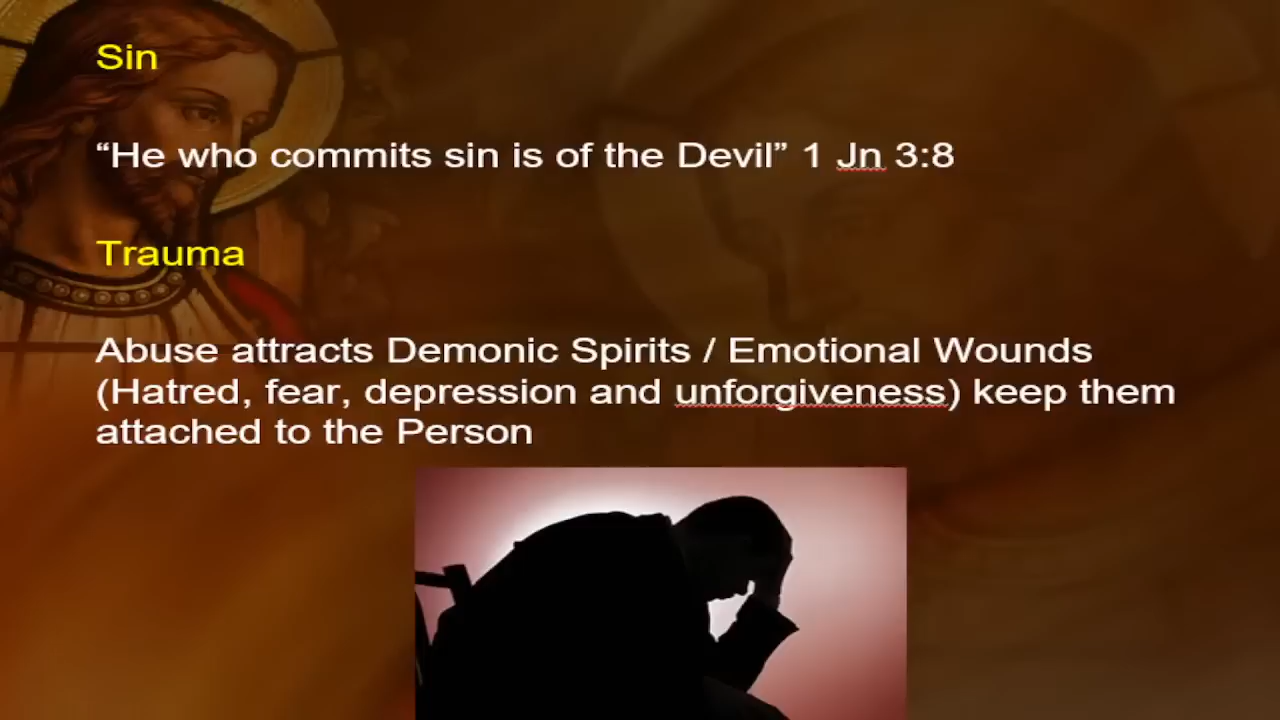 Sin
“He who commits sin is of the Devil” 1 Jn 3:8
Trauma
Abuse attracts Demonic Spirits / Emotional Wounds
(Hatred, fear, depression and unforgiveness) keep them
attached to the Person